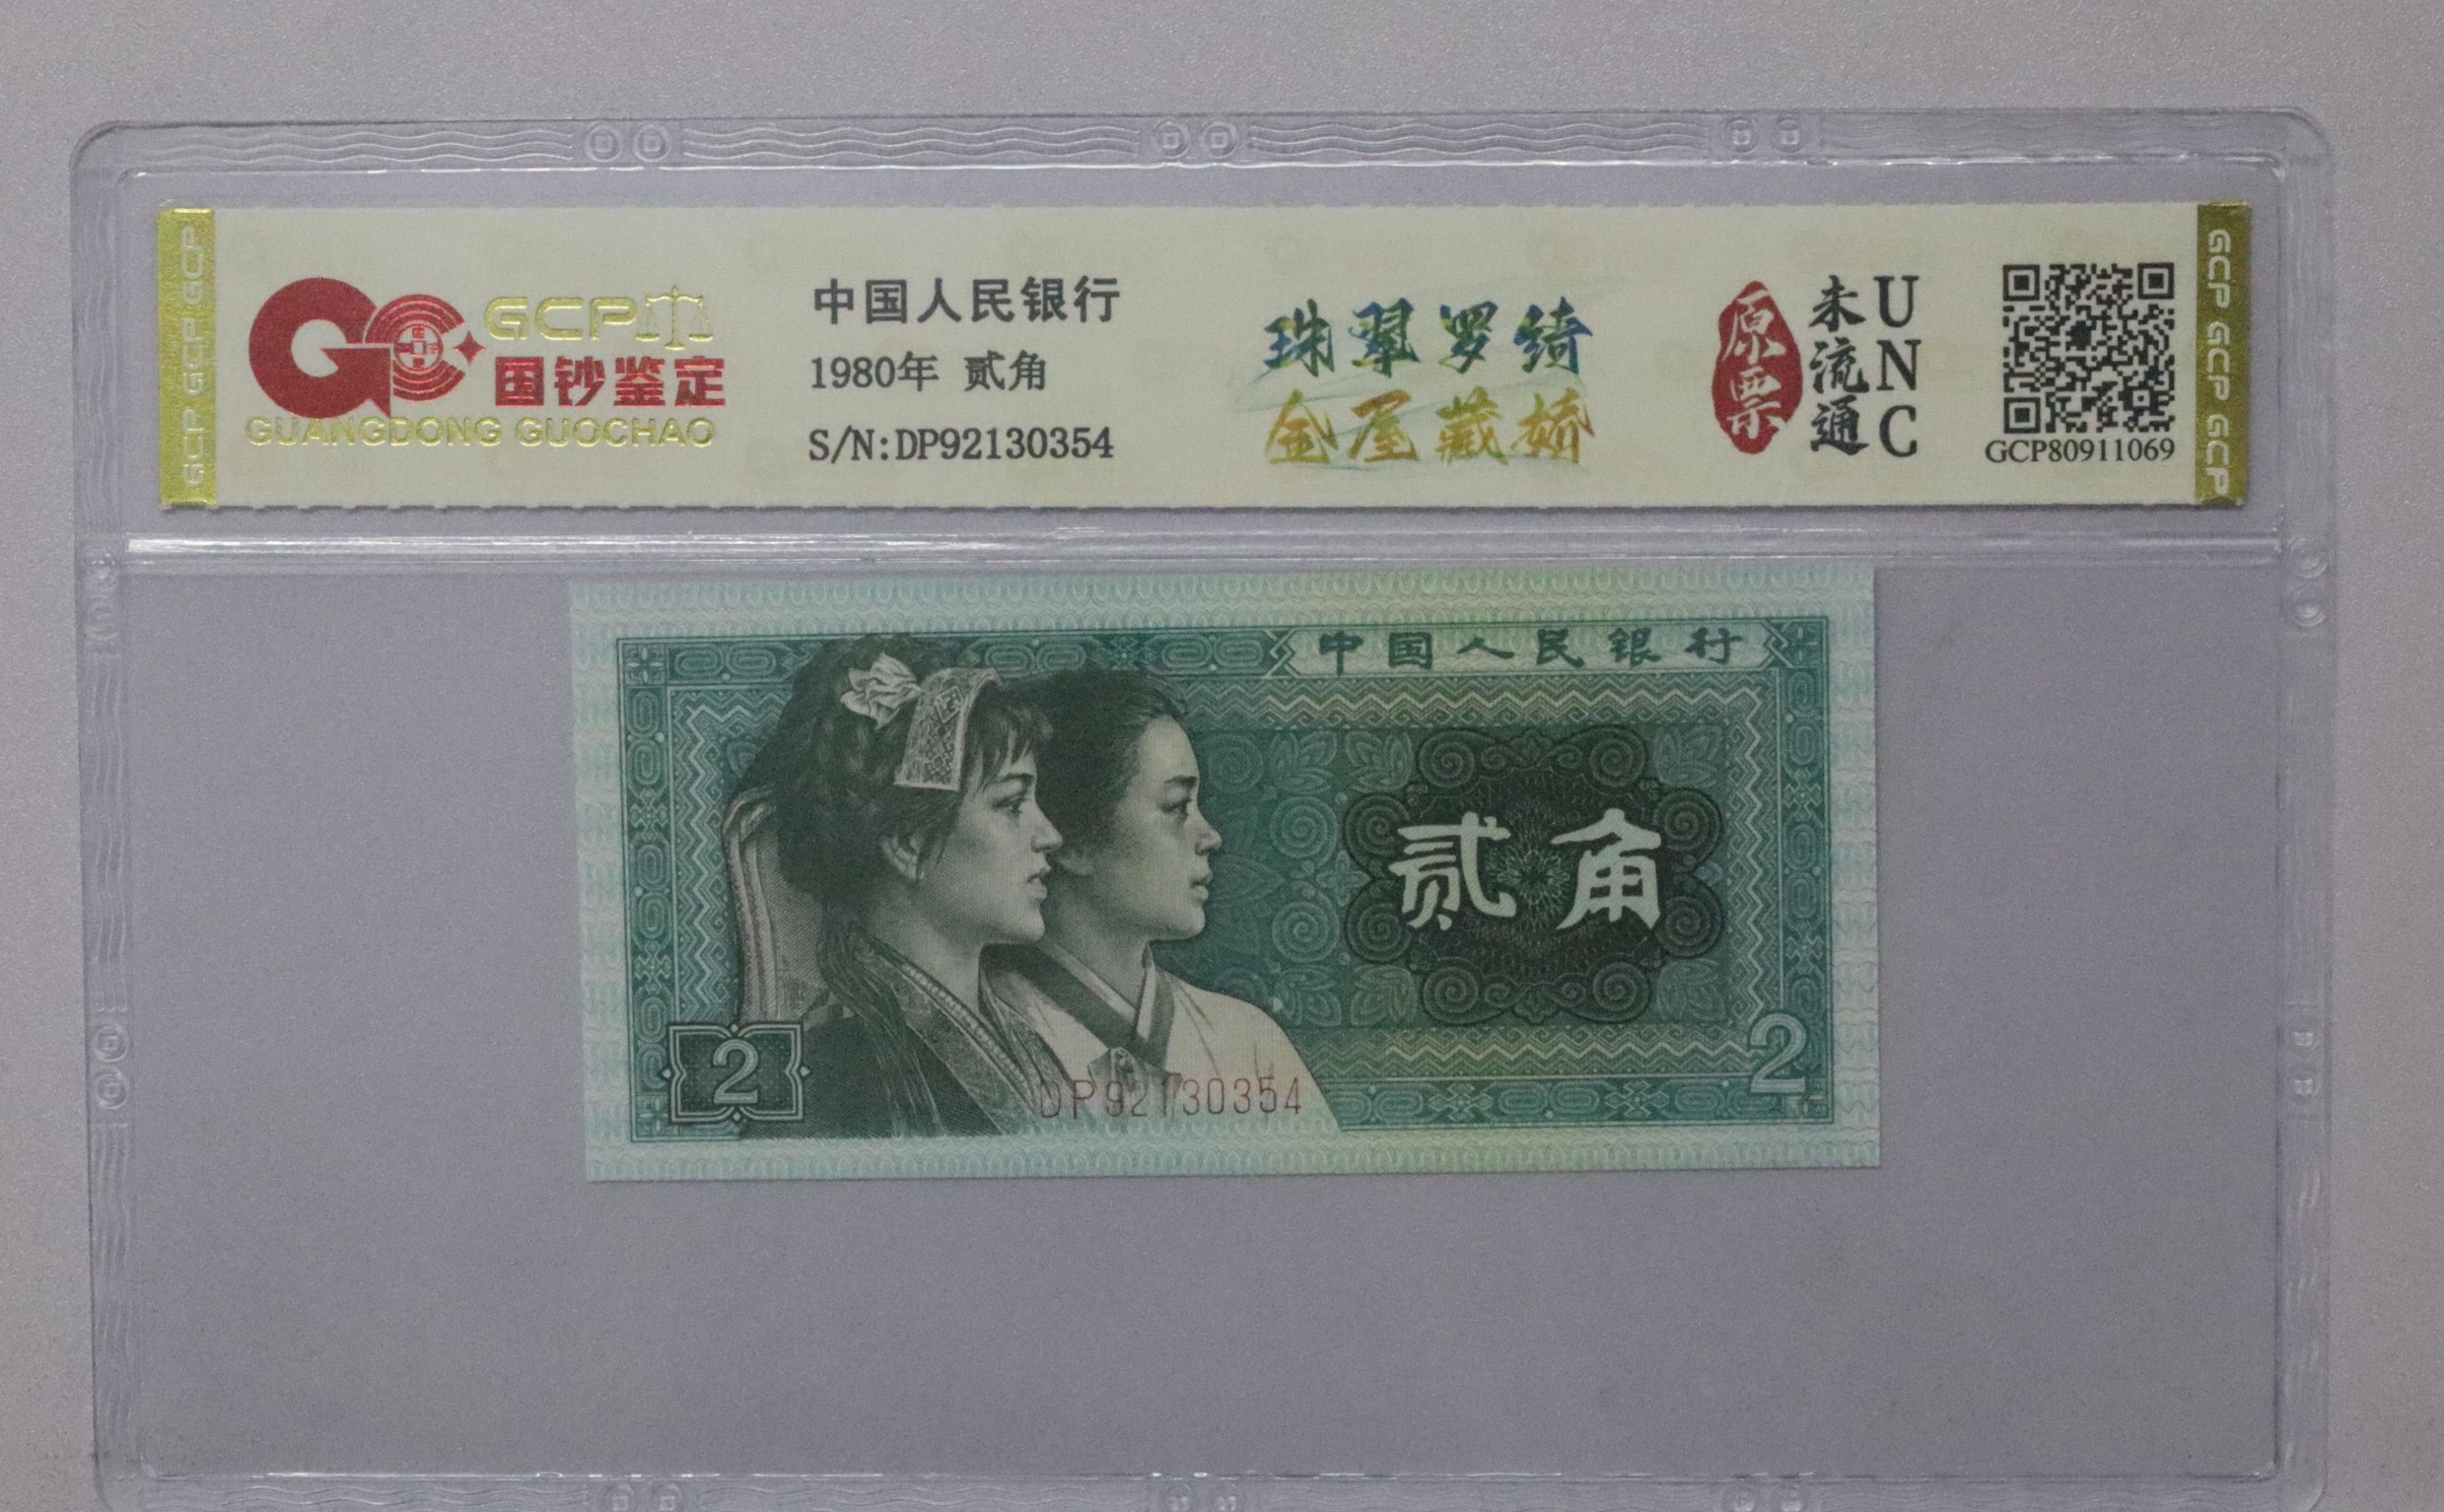 GCP GCP GCP
GCP
国钞鉴定
GUANGDONG GUOCHAO
中国人民银行
1980年 贰角
S/N:DP92130354
珠翠罗绮
金屋藏娇
原票
未流通
UNC
GCP80911069
GCP GCP GCP
中国人民银行
贰角
2
2
DP92130354